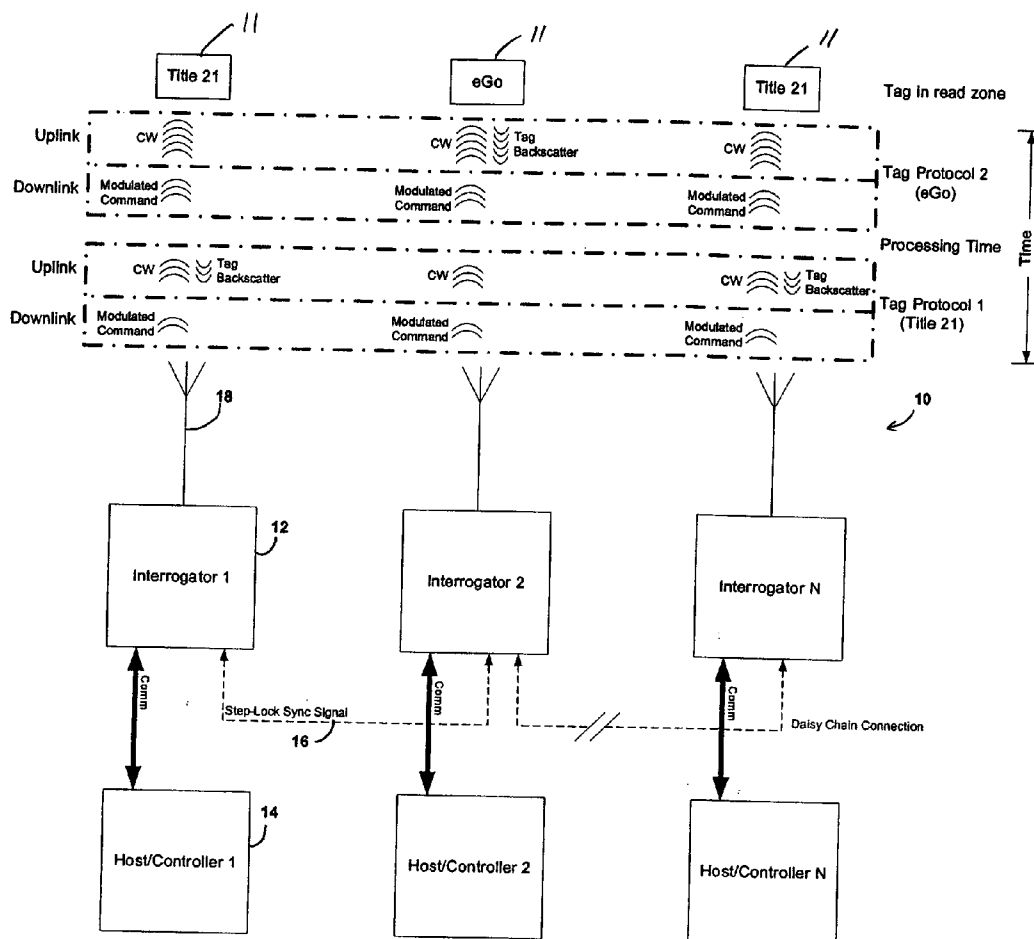 11 11 11
Title 21 eGo Title 21 Tag in read zone
Uplink CW CW Tag Backscatter CW
Downlink Modulated Command Modulated Command Modulated Command Tag Protocol 2 (eGo)
Processing Time
Time
Uplink CW Tag Backscatter CW CW Tag Backscatter
Downlink Modulated Command Modulated Command Modulated Command Tag Protocol 1 (Title 21)
18
10
12
Interrogator 1 Interrogator 2 Interrogator N
Comm Comm Comm
Step-Lock Sync Signal Daisy Chain Connection
16
14
Host/Controller 1 Host/Controller 2 Host/Controller N